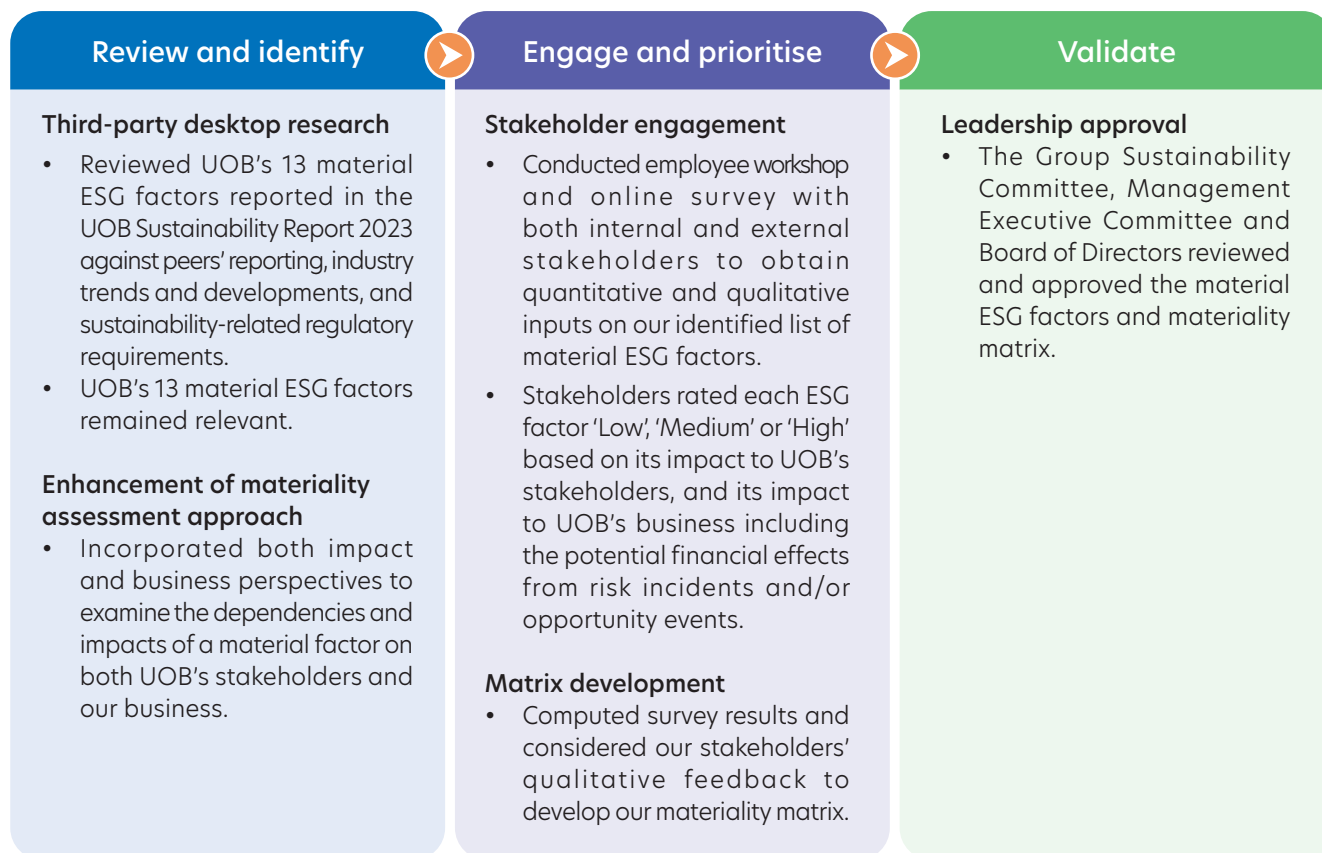 Review and identify
Third-party desktop research
• Reviewed UOB's 13 material
ESG factors reported in the
UOB Sustainability Report 2023
against peers' reporting, industry
trends and developments, and
sustainability-related regulatory
requirements.
• UOB's 13 material ESG factors
remained relevant.
Enhancement of materiality
assessment approach
• Incorporated both impact
and business perspectives to
examine the dependencies and
impacts of a material factor on
both UOB's stakeholders and
our business.
Engage and prioritise
Stakeholder engagement
• Conducted employee workshop
and online survey with
both internal and external
stakeholders to obtain
quantitative and qualitative
inputs on our identified list of
material ESG factors.
• Stakeholders rated each ESG
factor 'Low', 'Medium' or 'High'
based on its impact to UOB's
stakeholders, and its impact
to UOB's business including
the potential financial effects
from risk incidents and/or
opportunity events.
Matrix development
• Computed survey results and
considered our stakeholders'
qualitative feedback to
develop our materiality matrix.
Validate
Leadership approval
• The Group Sustainability
Committee, Management
Executive Committee and
Board of Directors reviewed
and approved the material
ESG factors and materiality
matrix.